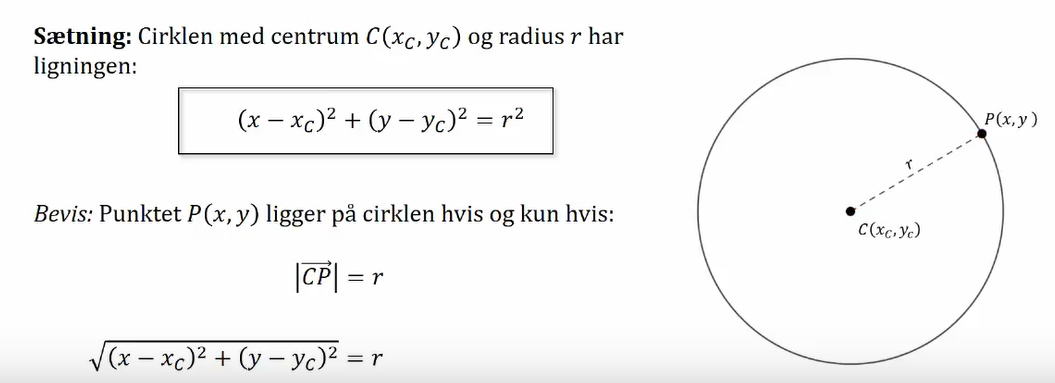 Sætning: Cirklen med centrum C(x_C, y_C) og radius r har
ligningen:
(x − x_C)² + (y − y_C)² = r²
Bevis: Punktet P(x, y) ligger på cirklen hvis og kun hvis:
|\overrightarrow{CP}| = r
√((x − x_C)² + (y − y_C)²) = r
P(x, y)
r
C(x_C, y_c)